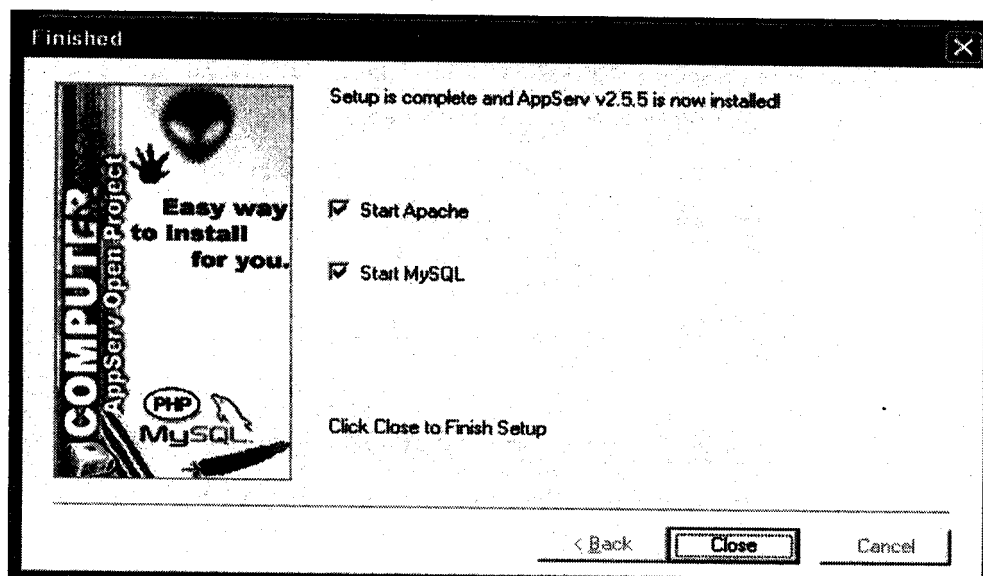 Finished
Setup is complete and AppServ v2.5.5 is now installed!
COMPUTER
AppServ Open Project
Easy way
to Install
for you.
Start Apache
Start MySQL
PHP
MySQL
Click Close to Finish Setup
< Back
Close
Cancel